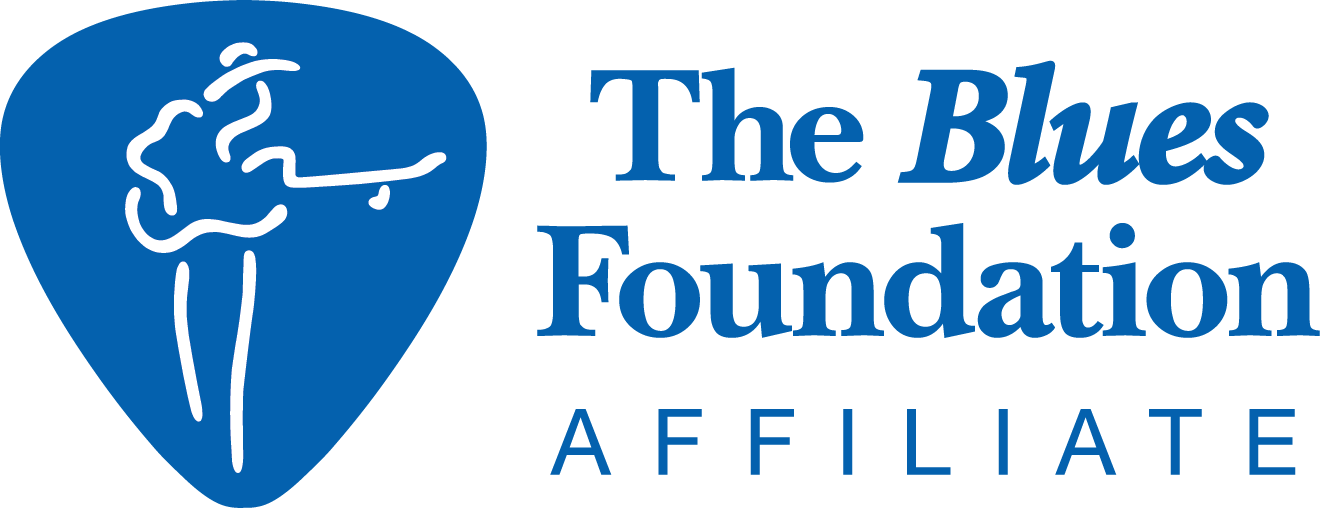 The Blues
Foundation
AFFILIATE